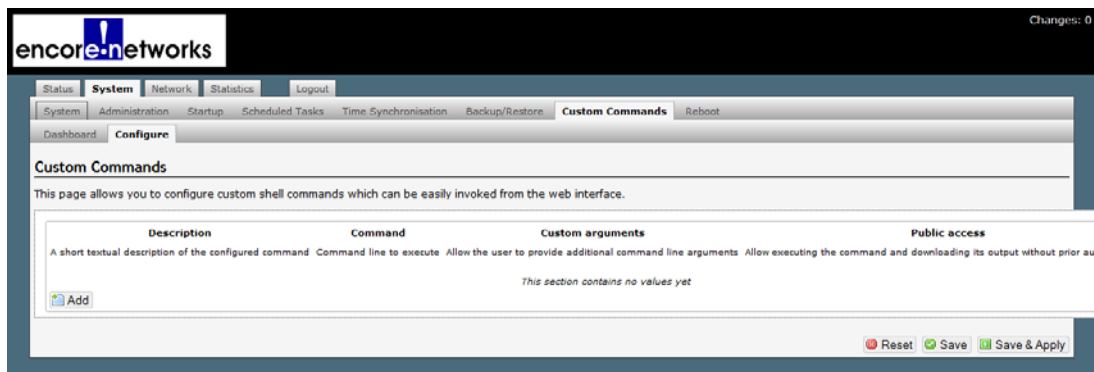 Changes: 0
encore!networks
Status System Network Statistics Logout
System Administration Startup Scheduled Tasks Time Synchronisation Backup/Restore Custom Commands Reboot
Dashboard Configure
Custom Commands
This page allows you to configure custom shell commands which can be easily invoked from the web interface.
Description Command Custom arguments Public access
A short textual description of the configured command Command line to execute Allow the user to provide additional command line arguments Allow executing the command and downloading its output without prior au
This section contains no values yet
Add
Reset Save Save & Apply